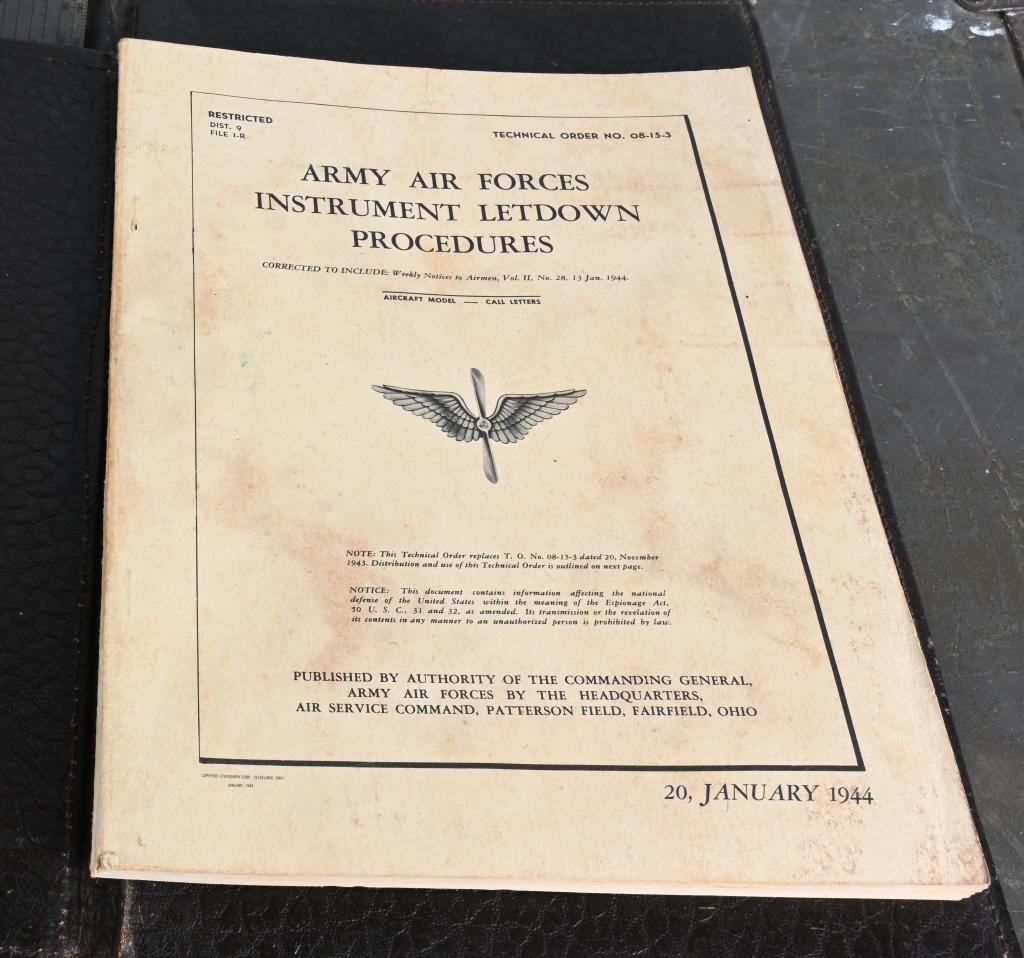 RESTRICTED
DIST. 9
FILE 1-R
TECHNICAL ORDER NO. 08-15-3
ARMY AIR FORCES
INSTRUMENT LETDOWN
PROCEDURES
CORRECTED TO INCLUDE: Weekly Notices to Airmen, Vol. II, No. 28, 13 Jan. 1944.
AIRCRAFT MODEL — CALL LETTERS
NOTE: This Technical Order replaces T. O. No. 08-15-3 dated 20, November
1943. Distribution and use of this Technical Order is outlined on next page.
NOTICE: This document contains information affecting the national
defense of the United States within the meaning of the Espionage Act,
50 U. S. C., 31 and 32, as amended. Its transmission or the revelation of
its contents in any manner to an unauthorized person is prohibited by law.
PUBLISHED BY AUTHORITY OF THE COMMANDING GENERAL,
ARMY AIR FORCES BY THE HEADQUARTERS,
AIR SERVICE COMMAND, PATTERSON FIELD, FAIRFIELD, OHIO
LITHOGRAPH CORP. CLEVELAND, OHIO
JANUARY, 1944
20, JANUARY 1944